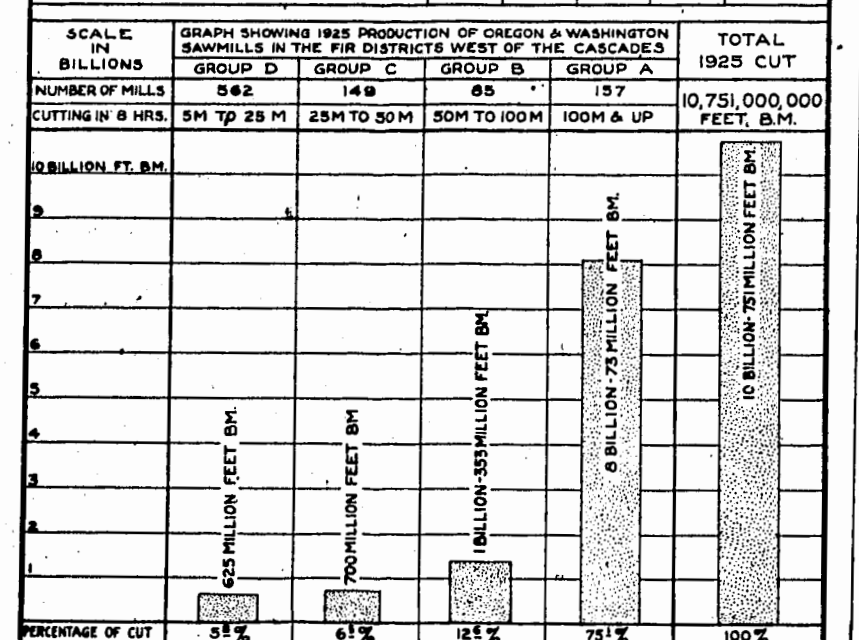 SCALE IN BILLIONS
GRAPH SHOWING 1925 PRODUCTION OF OREGON & WASHINGTON
SAWMILLS IN THE FIR DISTRICTS WEST OF THE CASCADES
TOTAL
1925 CUT
GROUP D GROUP C GROUP B GROUP A
NUMBER OF MILLS 562 149 85 157
10,751,000,000
FEET, B.M.
CUTTING IN 8 HRS. 5M TO 25 M 25M TO 50 M 50M TO 100M 100M & UP
10 BILLION FT. BM.
9
8
7
6
5
4
3
2
1
625 MILLION FEET BM.
700 MILLION FEET BM
1 BILLION-353 MILLION FEET BM.
8 BILLION-73 MILLION FEET BM.
10 BILLION-751 MILLION FEET BM.
PERCENTAGE OF CUT 100%